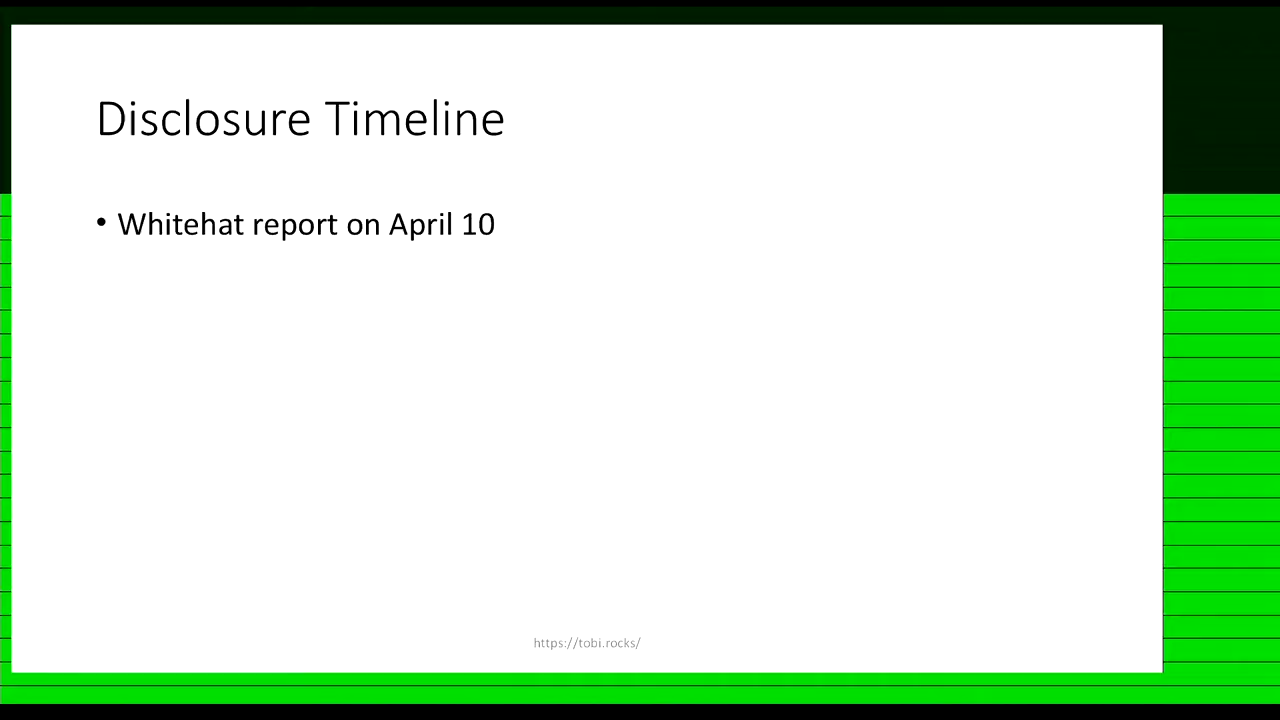 Disclosure Timeline
• Whitehat report on April 10
https://tobi.rocks/